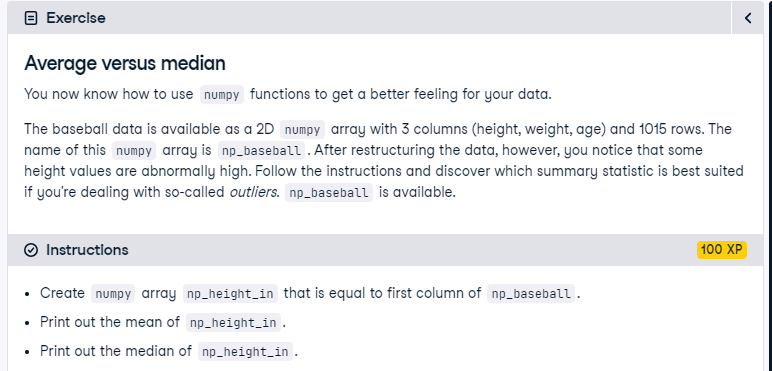 Exercise
Average versus median
You now know how to use numpy functions to get a better feeling for your data.
The baseball data is available as a 2D numpy array with 3 columns (height, weight, age) and 1015 rows. The
name of this numpy array is np_baseball. After restructuring the data, however, you notice that some
height values are abnormally high. Follow the instructions and discover which summary statistic is best suited
if you're dealing with so-called outliers. np_baseball is available.
Instructions
100 XP
• Create numpy array np_height_in that is equal to first column of np_baseball.
• Print out the mean of np_height_in.
• Print out the median of np_height_in.